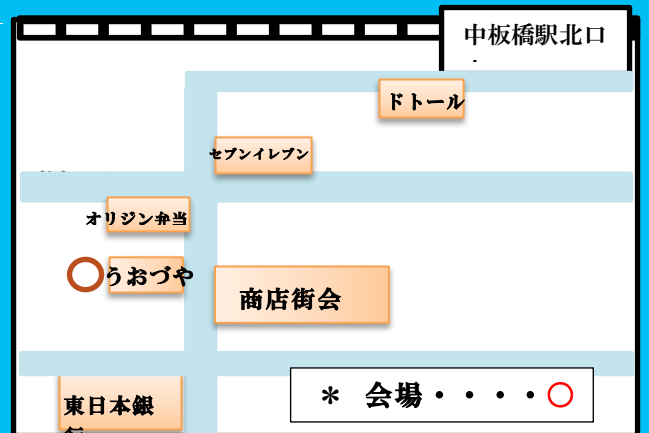 中板橋駅北口
ドトール
セブンイレブン
オリジン弁当
うおづや
商店街会
東日本銀
＊ 会場・・・・○